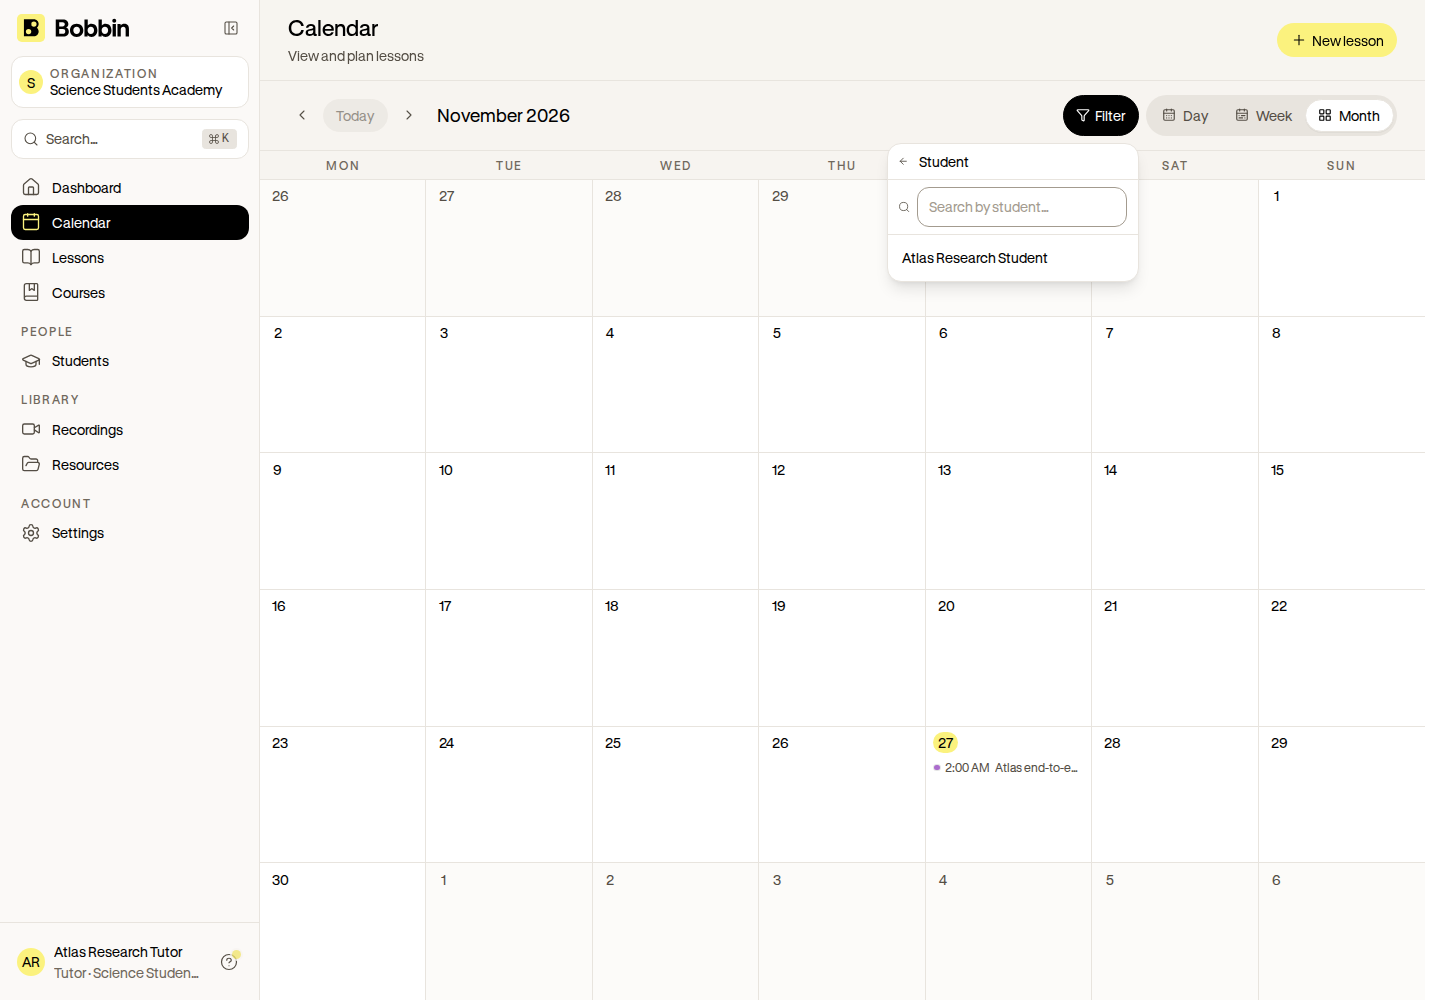 Bobbin
ORGANIZATION
S
Science Students Academy
Search...
⌘ K
Dashboard
Calendar
Lessons
Courses
PEOPLE
Students
LIBRARY
Recordings
Resources
ACCOUNT
Settings
AR
Atlas Research Tutor
Tutor · Science Studen...
Calendar
View and plan lessons
New lesson
Today
November 2026
Filter
Day
Week
Month
MON
TUE
WED
THU
SAT
SUN
Student
Search by student...
Atlas Research Student
26
27
28
29
1
2
3
4
5
6
7
8
9
10
11
12
13
14
15
16
17
18
19
20
21
22
23
24
25
26
27
2:00 AM Atlas end-to-e...
28
29
30
1
2
3
4
5
6